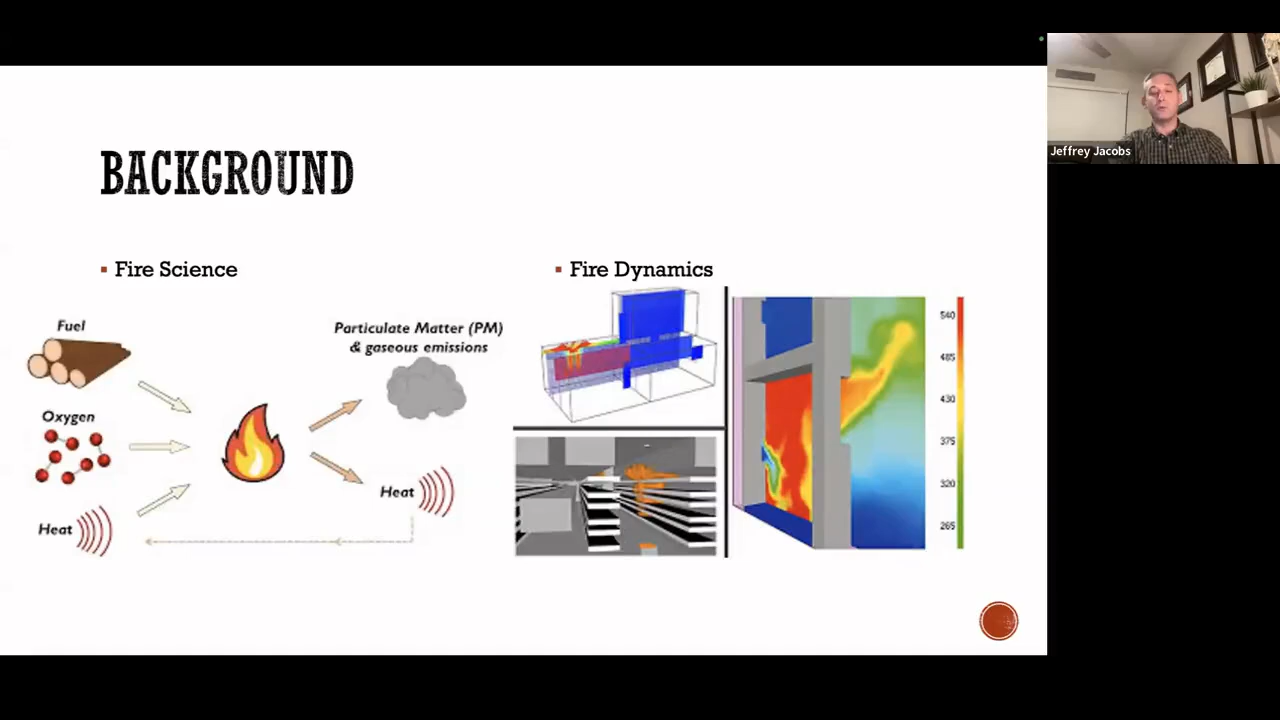 BACKGROUND
Fire Science
Fuel
Oxygen
Heat
Particulate Matter (PM)
& gaseous emissions
Heat
Fire Dynamics
540
485
430
375
320
265
Jeffrey Jacobs